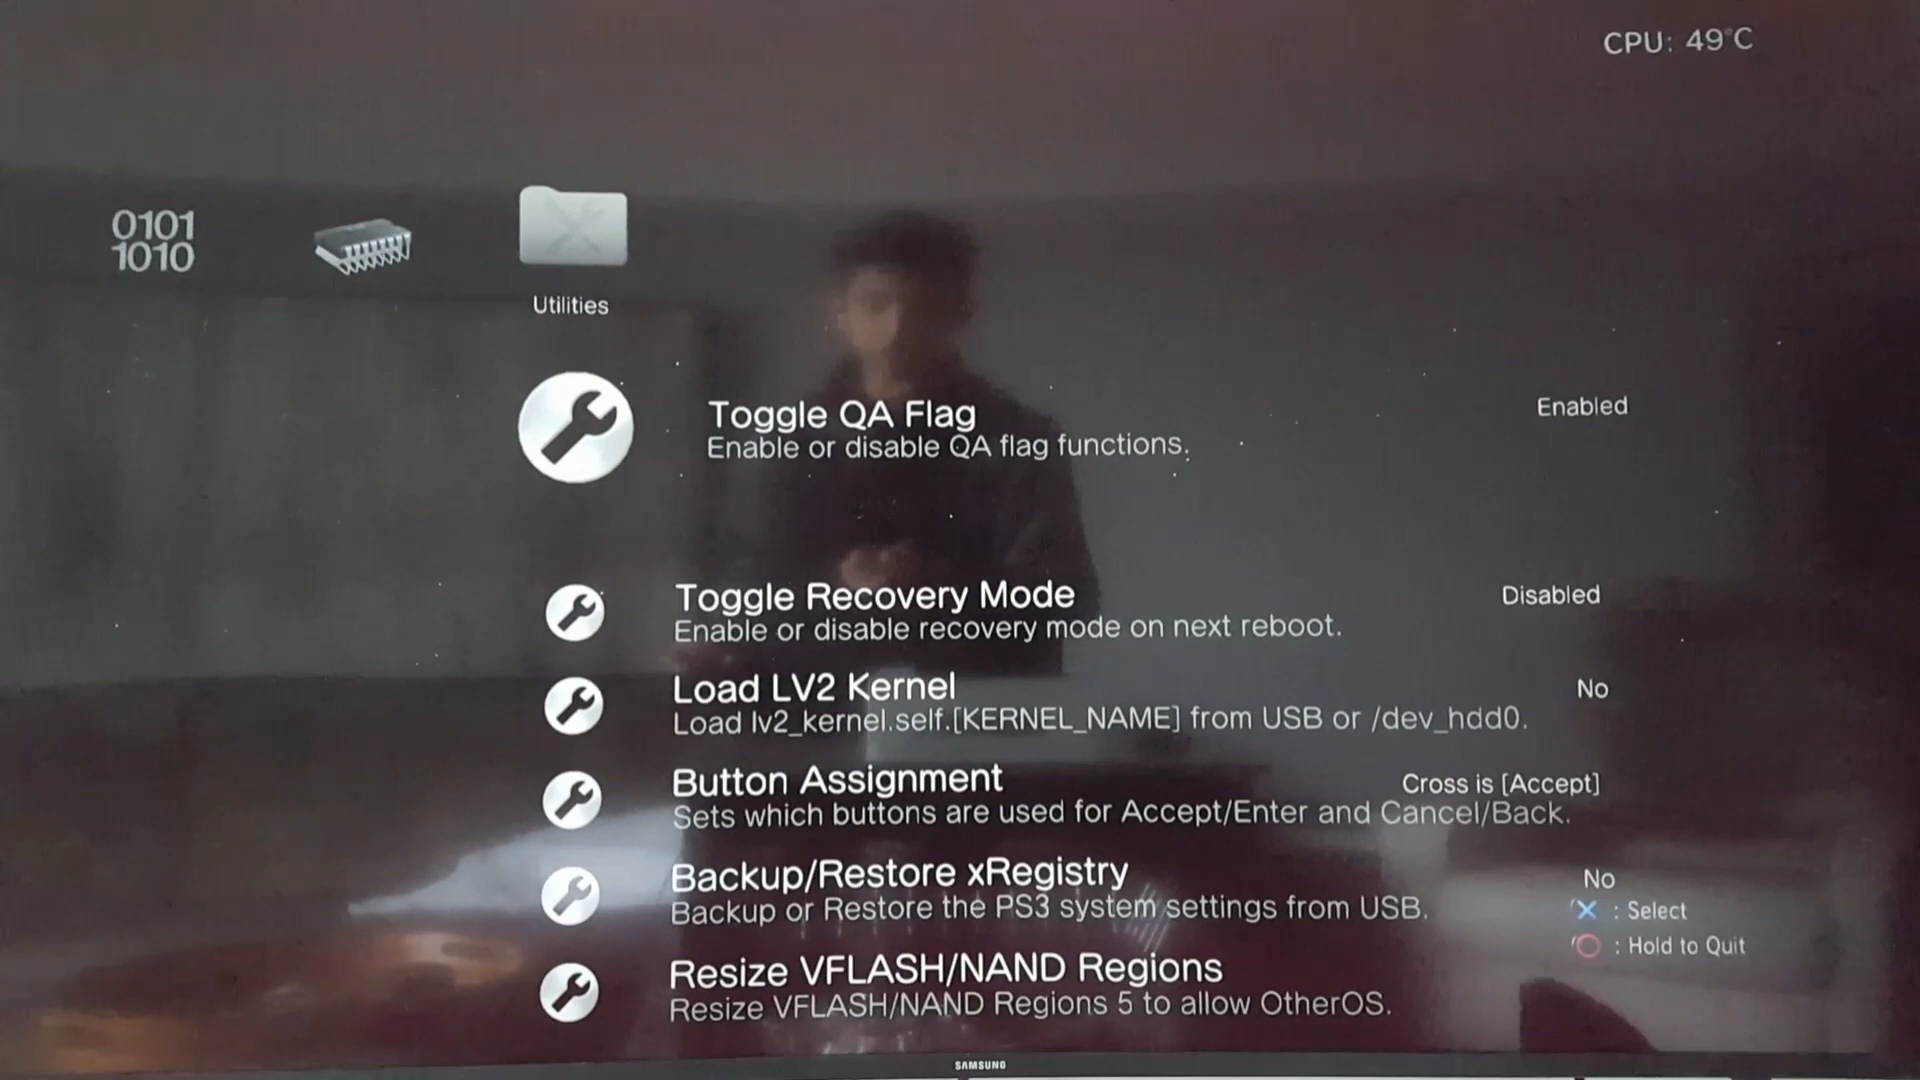 CPU: 49°C
0101
1010
Utilities
Toggle QA Flag
Enabled
Enable or disable QA flag functions.
Toggle Recovery Mode
Disabled
Enable or disable recovery mode on next reboot.
Load LV2 Kernel
No
Load lv2_kernel.self.[KERNEL_NAME] from USB or /dev_hdd0.
Button Assignment
Cross is [Accept]
Sets which buttons are used for Accept/Enter and Cancel/Back.
Backup/Restore xRegistry
No
Backup or Restore the PS3 system settings from USB.
: Select
: Hold to Quit
Resize VFLASH/NAND Regions
Resize VFLASH/NAND Regions 5 to allow OtherOS.
SAMSUNG